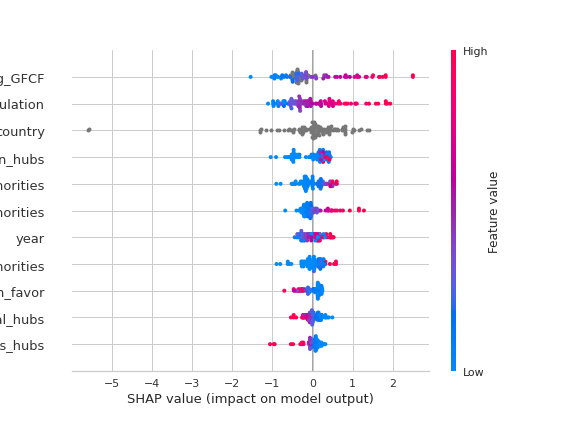 High
g_GFCF
ulation
country
n_hubs
orities
Feature value
norities
year
norities
n_favor
al_hubs
s_hubs
Low
−5 −4 −3 −2 −1 0 1 2
SHAP value (impact on model output)